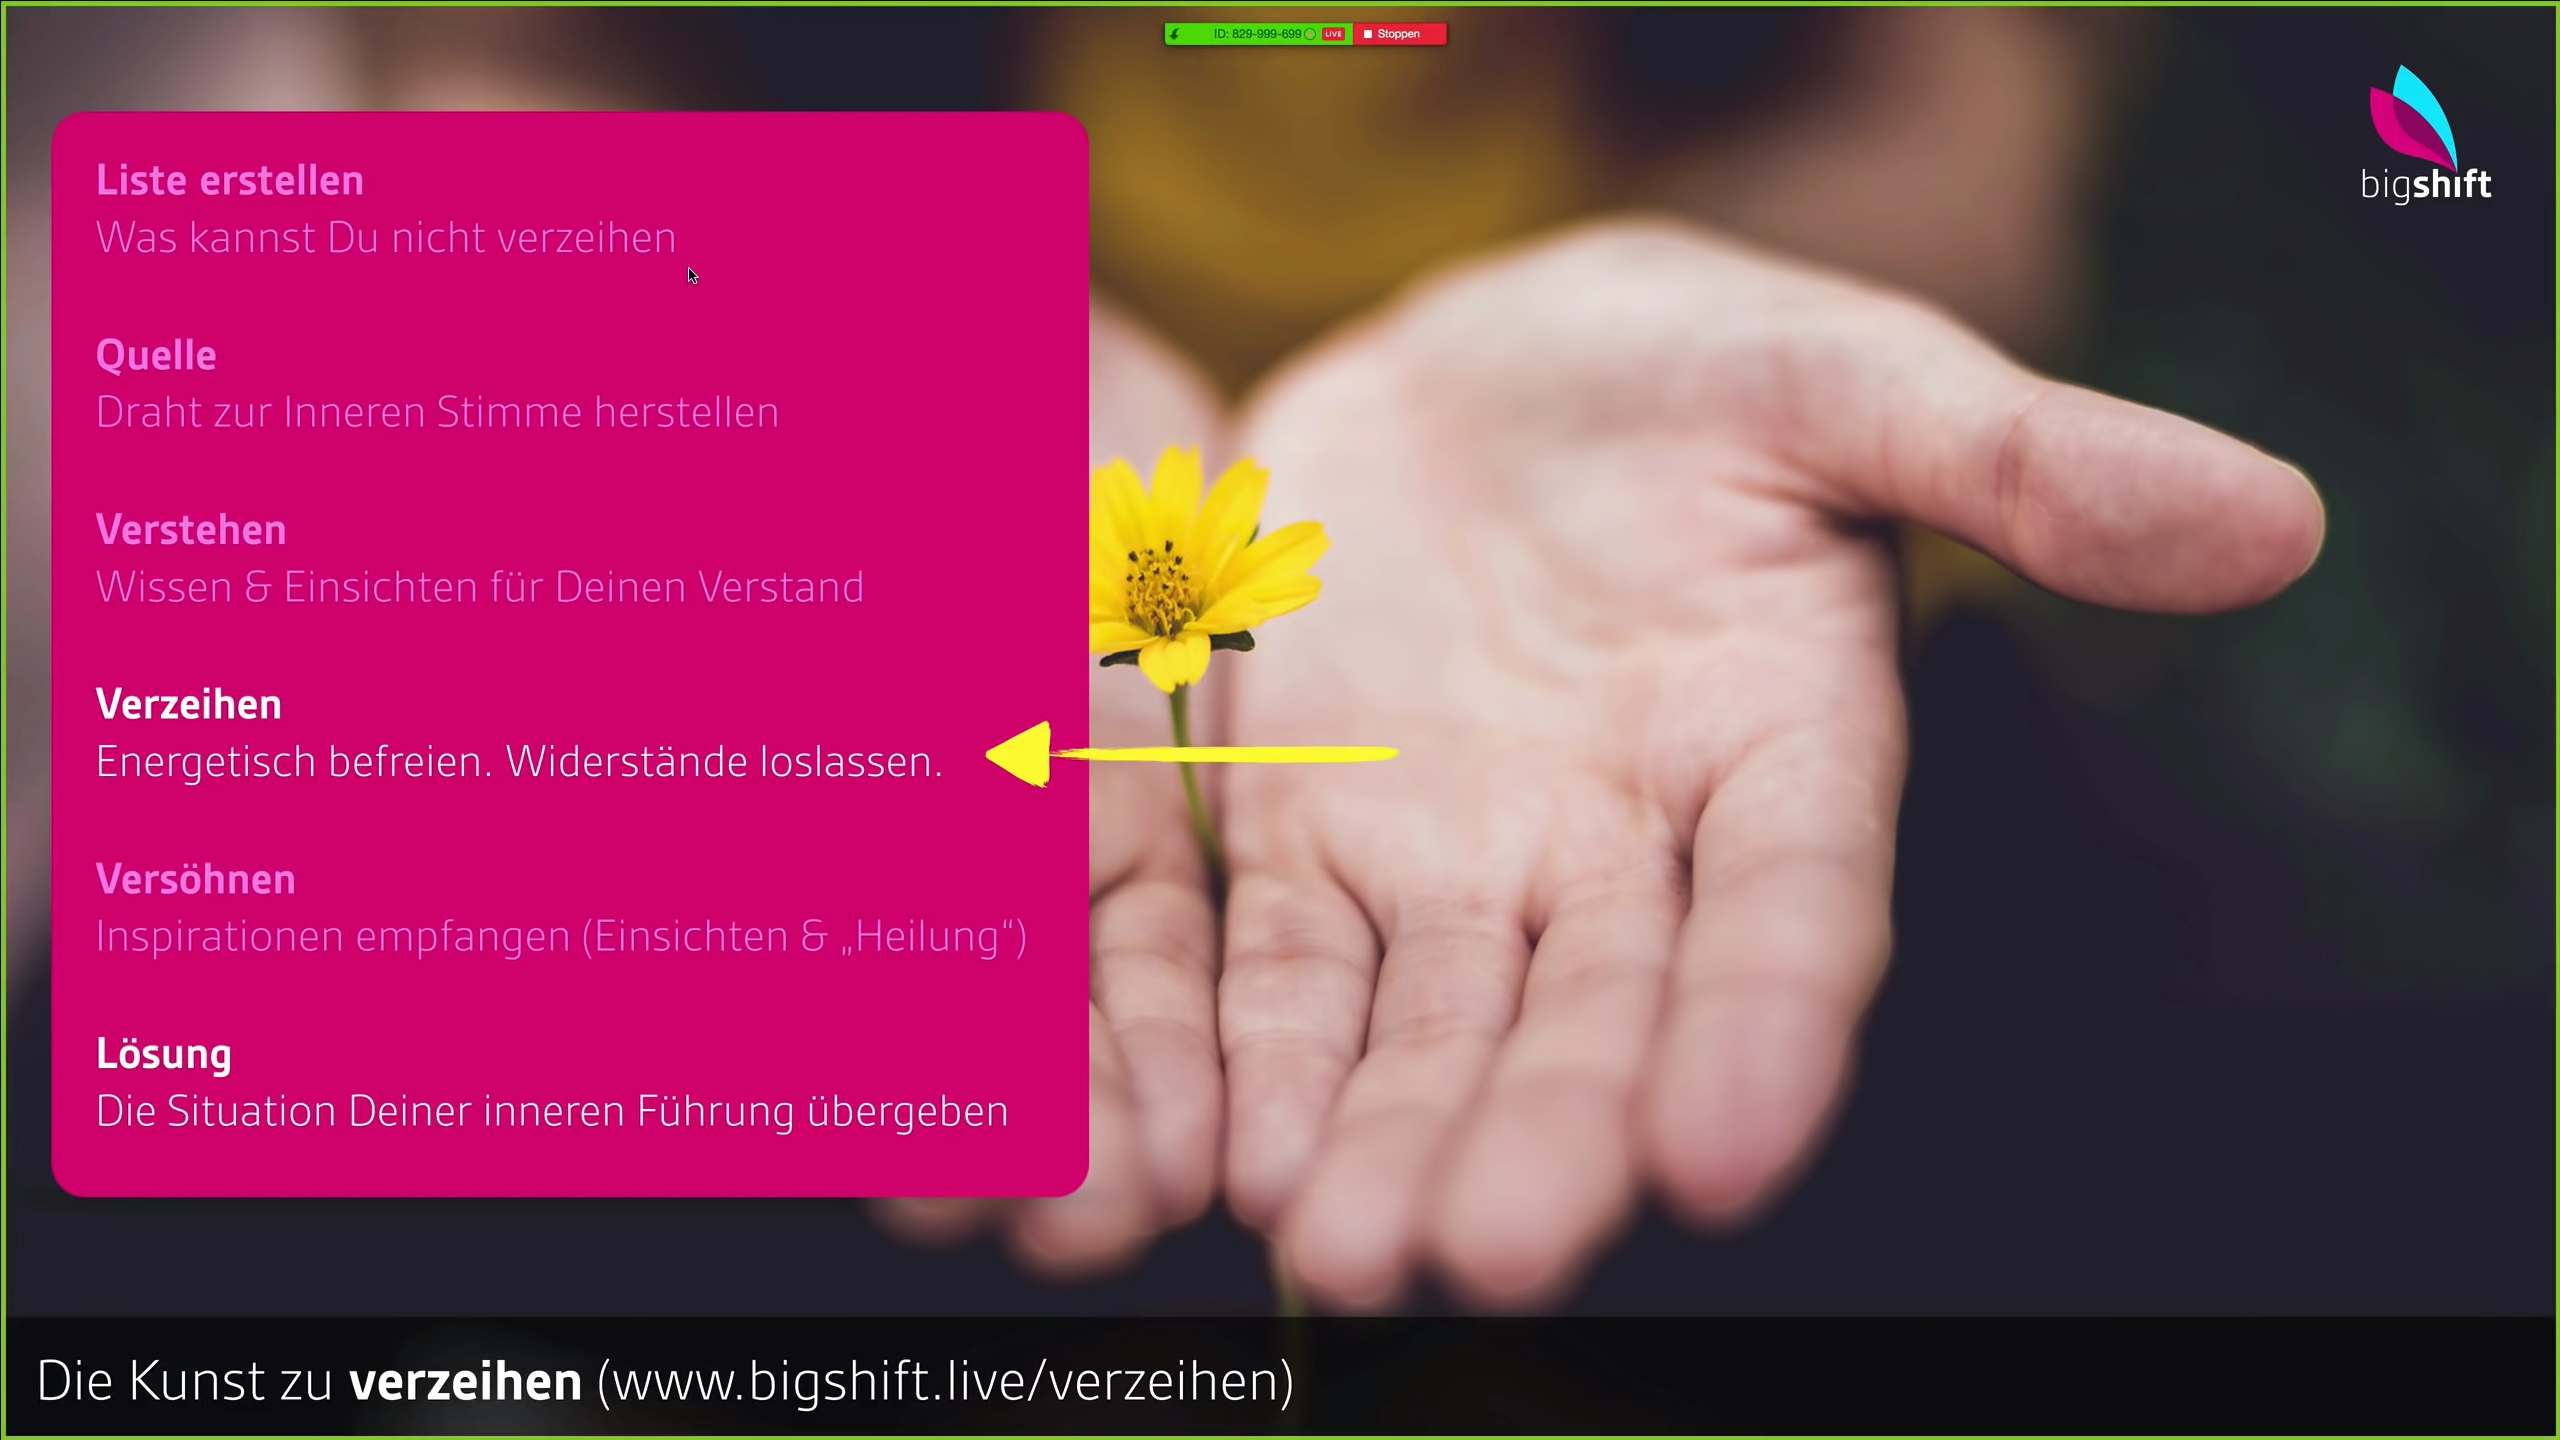 ID: 829-999-699 LIVE Stoppen
bigshift
Liste erstellen
Was kannst Du nicht verzeihen
Quelle
Draht zur Inneren Stimme herstellen
Verstehen
Wissen & Einsichten für Deinen Verstand
Verzeihen
Energetisch befreien. Widerstände loslassen.
Versöhnen
Inspirationen empfangen (Einsichten & „Heilung“)
Lösung
Die Situation Deiner inneren Führung übergeben
Die Kunst zu verzeihen (www.bigshift.live/verzeihen)